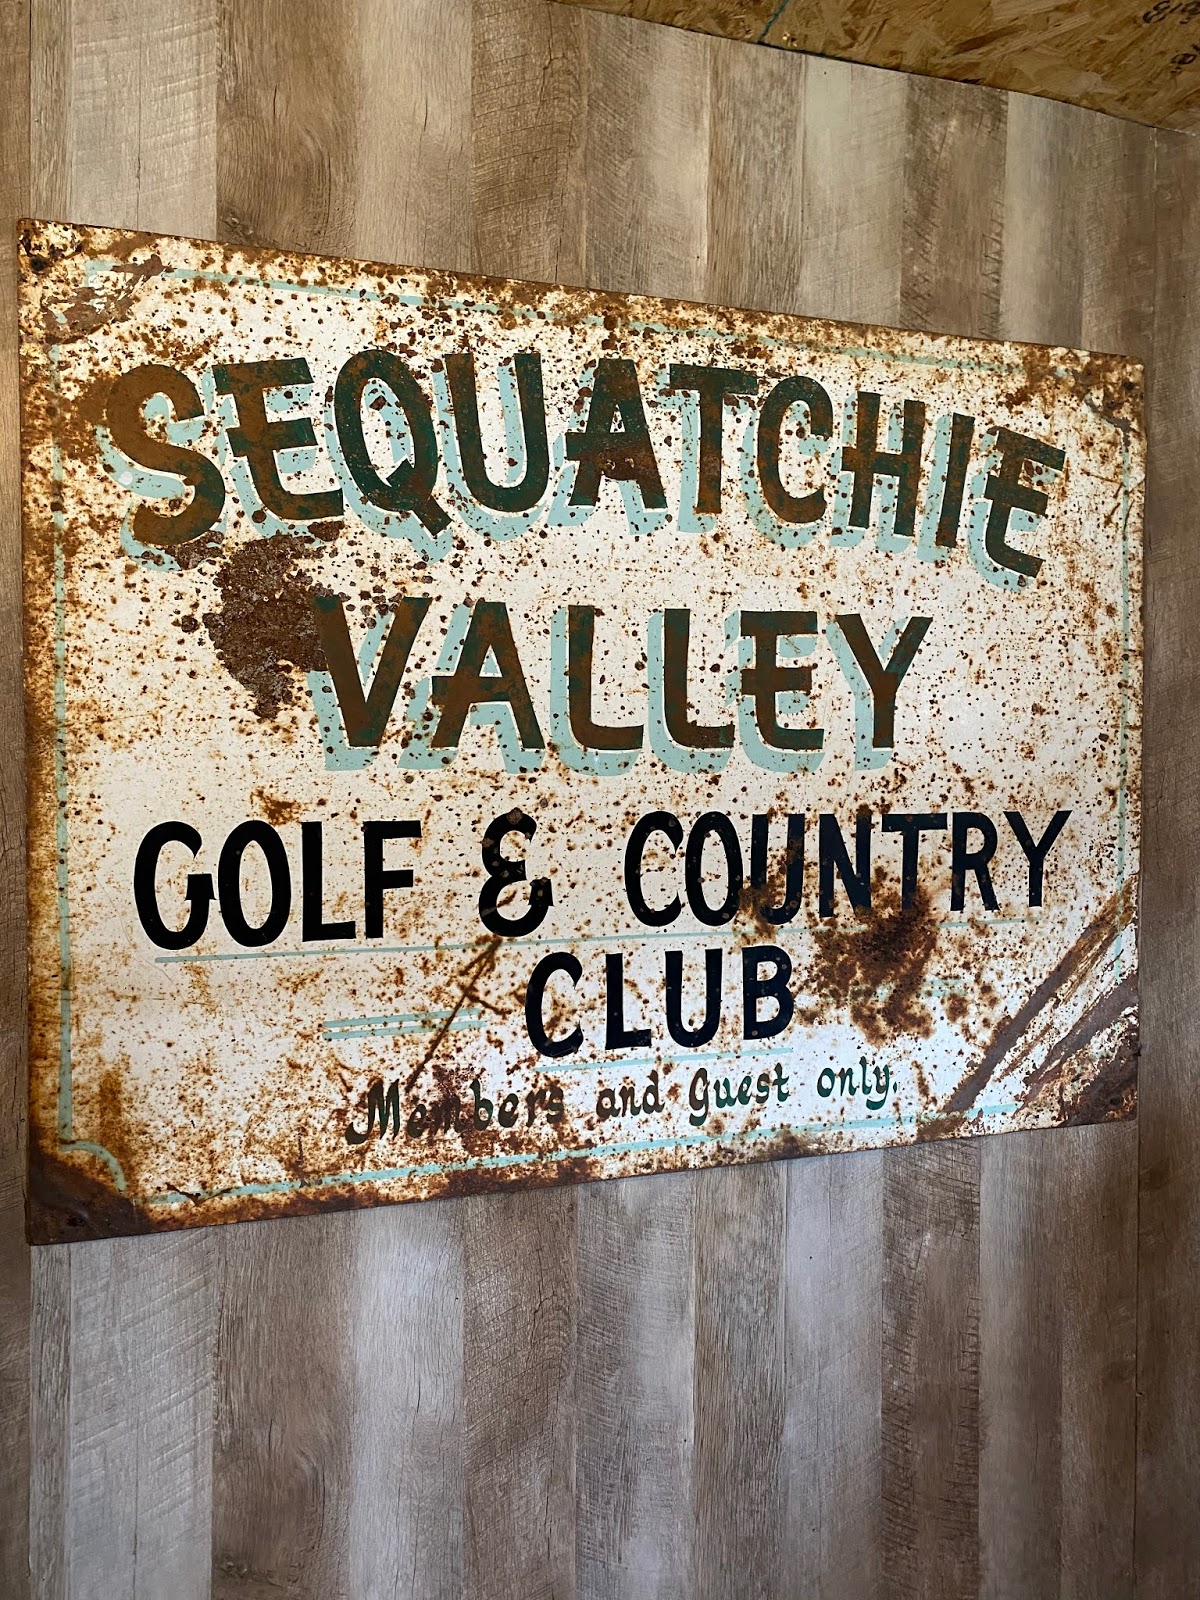 SEQUATCHIE
VALLEY
GOLF & COUNTRY
CLUB
Members and Guest only.